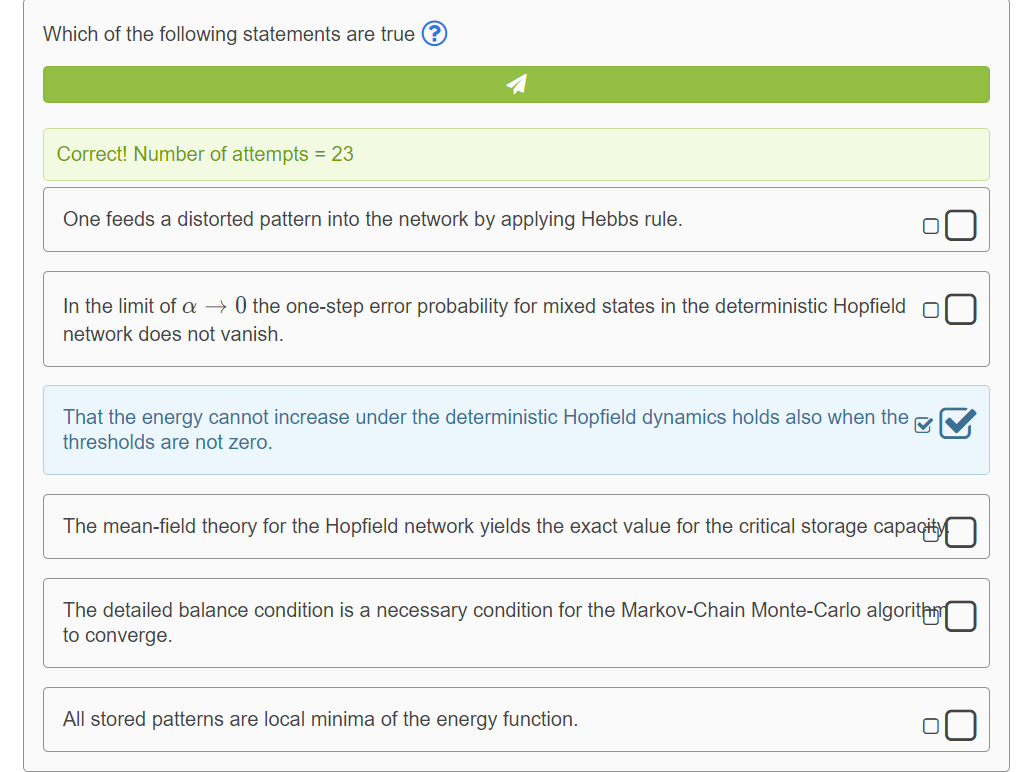 Which of the following statements are true ?
Correct! Number of attempts = 23
One feeds a distorted pattern into the network by applying Hebbs rule.
In the limit of α → 0 the one-step error probability for mixed states in the deterministic Hopfield
network does not vanish.
That the energy cannot increase under the deterministic Hopfield dynamics holds also when the
thresholds are not zero.
The mean-field theory for the Hopfield network yields the exact value for the critical storage capacity.
The detailed balance condition is a necessary condition for the Markov-Chain Monte-Carlo algorithm
to converge.
All stored patterns are local minima of the energy function.